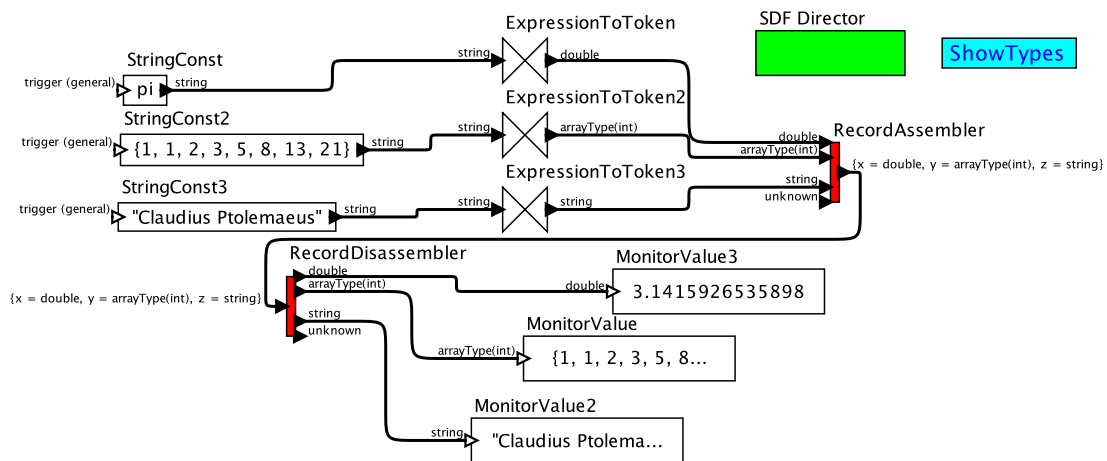 ExpressionToToken
SDF Director
ShowTypes
StringConst
string
double
trigger (general)
pi
string
ExpressionToToken2
StringConst2
string
arrayType(int)
trigger (general)
{1, 1, 2, 3, 5, 8, 13, 21}
string
RecordAssembler
double
arrayType(int)
string
unknown
{x = double, y = arrayType(int), z = string}
ExpressionToToken3
StringConst3
string
string
trigger (general)
"Claudius Ptolemaeus"
string
RecordDisassembler
{x = double, y = arrayType(int), z = string}
double
arrayType(int)
string
unknown
MonitorValue3
double
3.1415926535898
MonitorValue
arrayType(int)
{1, 1, 2, 3, 5, 8...
MonitorValue2
string
"Claudius Ptolema...